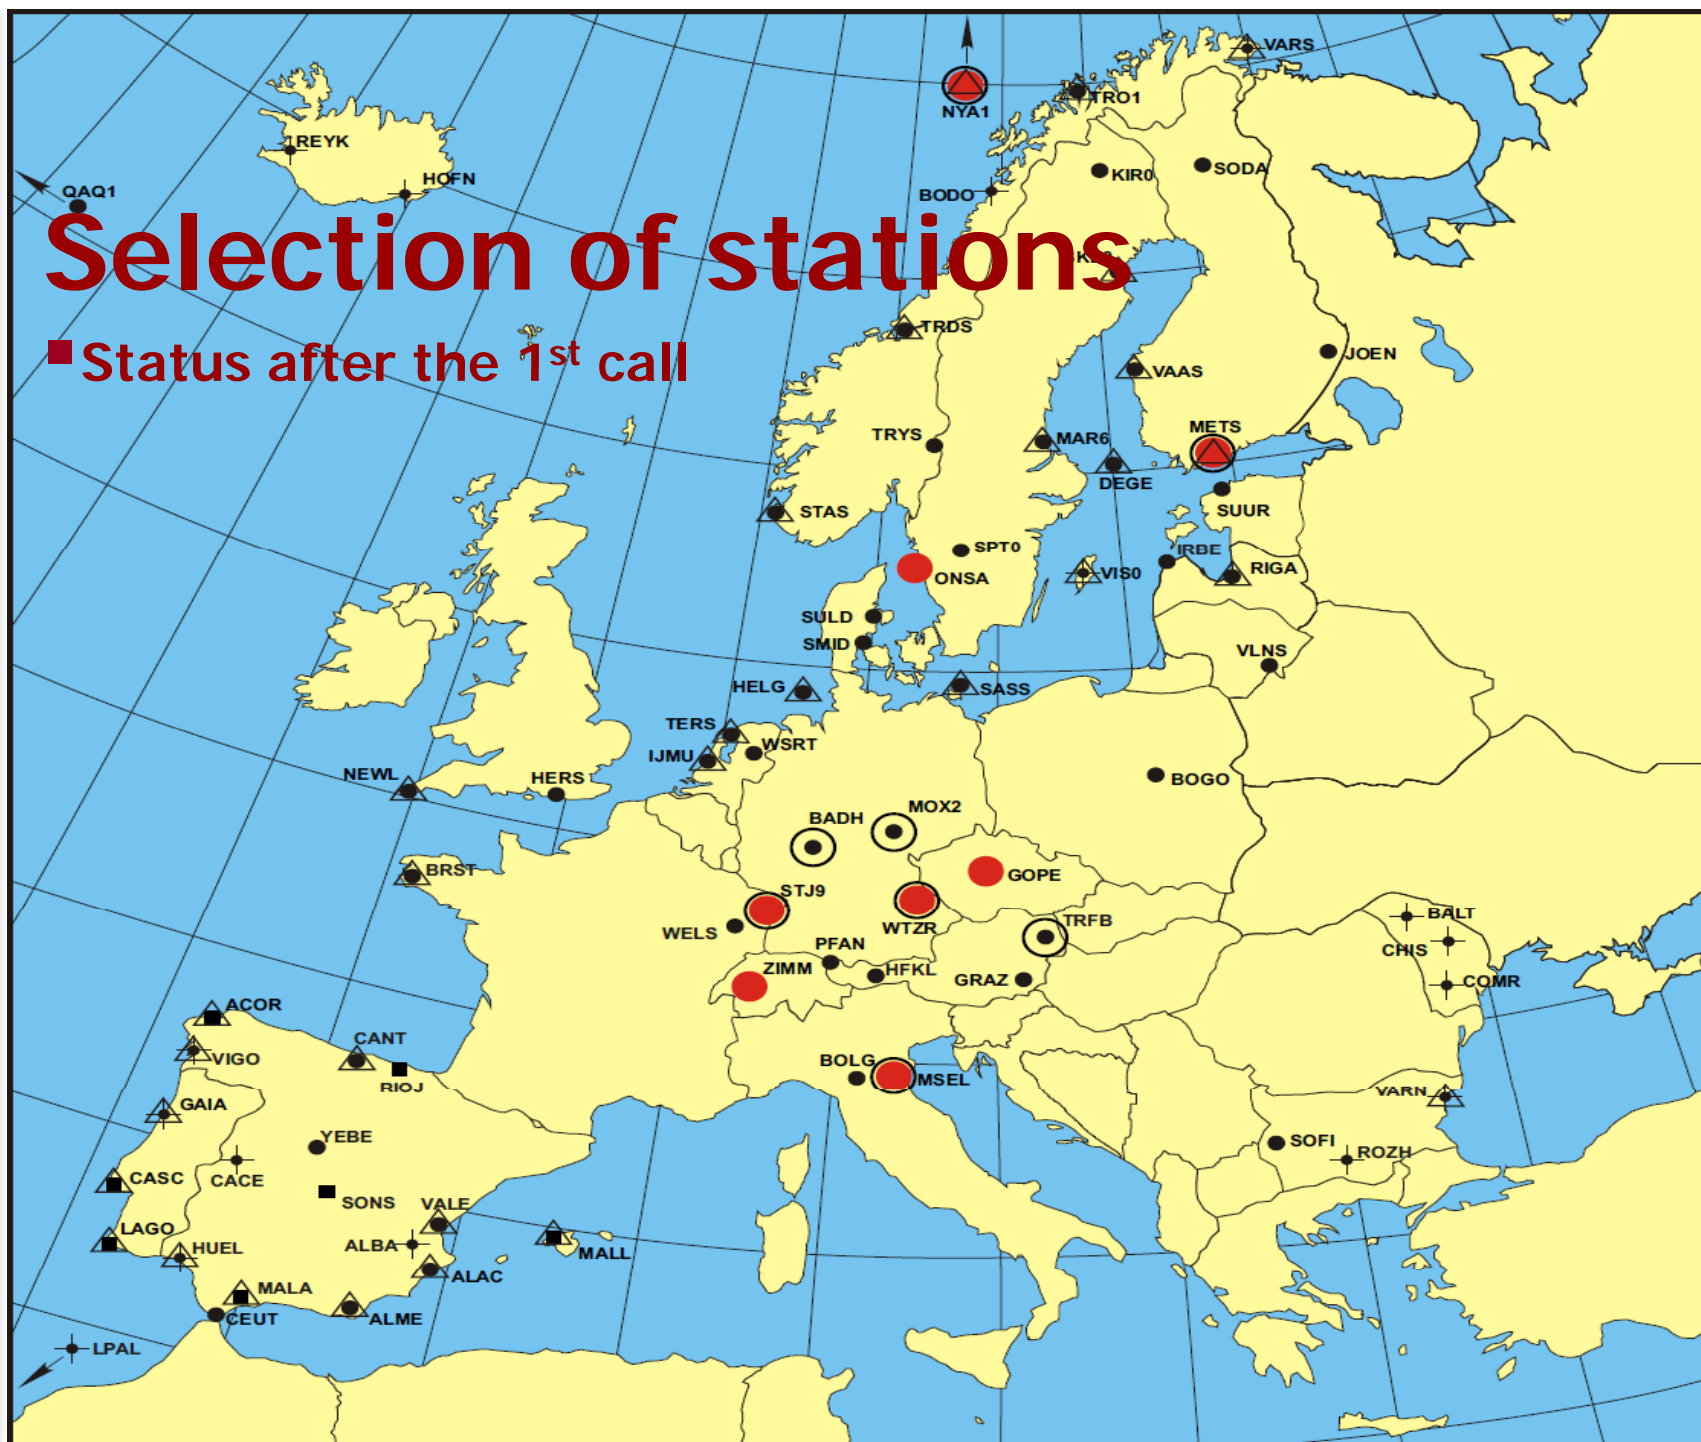 VARS
TRO1
NYA1
REYK
SODA
KIR0
HOFN
QAQ1
BODO
Selection of stations
TRDS
Status after the 1st call
JOEN
VAAS
METS
TRYS
MAR6
DEGE
SUUR
STAS
SPT0
IRBE
RIGA
VIS0
ONSA
SULD
SMID
VLNS
HELG
SASS
TERS
WSRT
IJMU
NEWL
HERS
BOGO
MOX2
BADH
BRST
GOPE
STJ9
BALT
TRFB
WTZR
WELS
PFAN
CHIS
ZIMM
HFKL
GRAZ
COMR
ACOR
CANT
VIGO
BOLG
MSEL
RIOJ
VARN
GAIA
YEBE
SOFI
ROZH
CASC
CACE
SONS
VALE
LAGO
HUEL
ALBA
MALL
ALAC
MALA
CEUT
ALME
LPAL